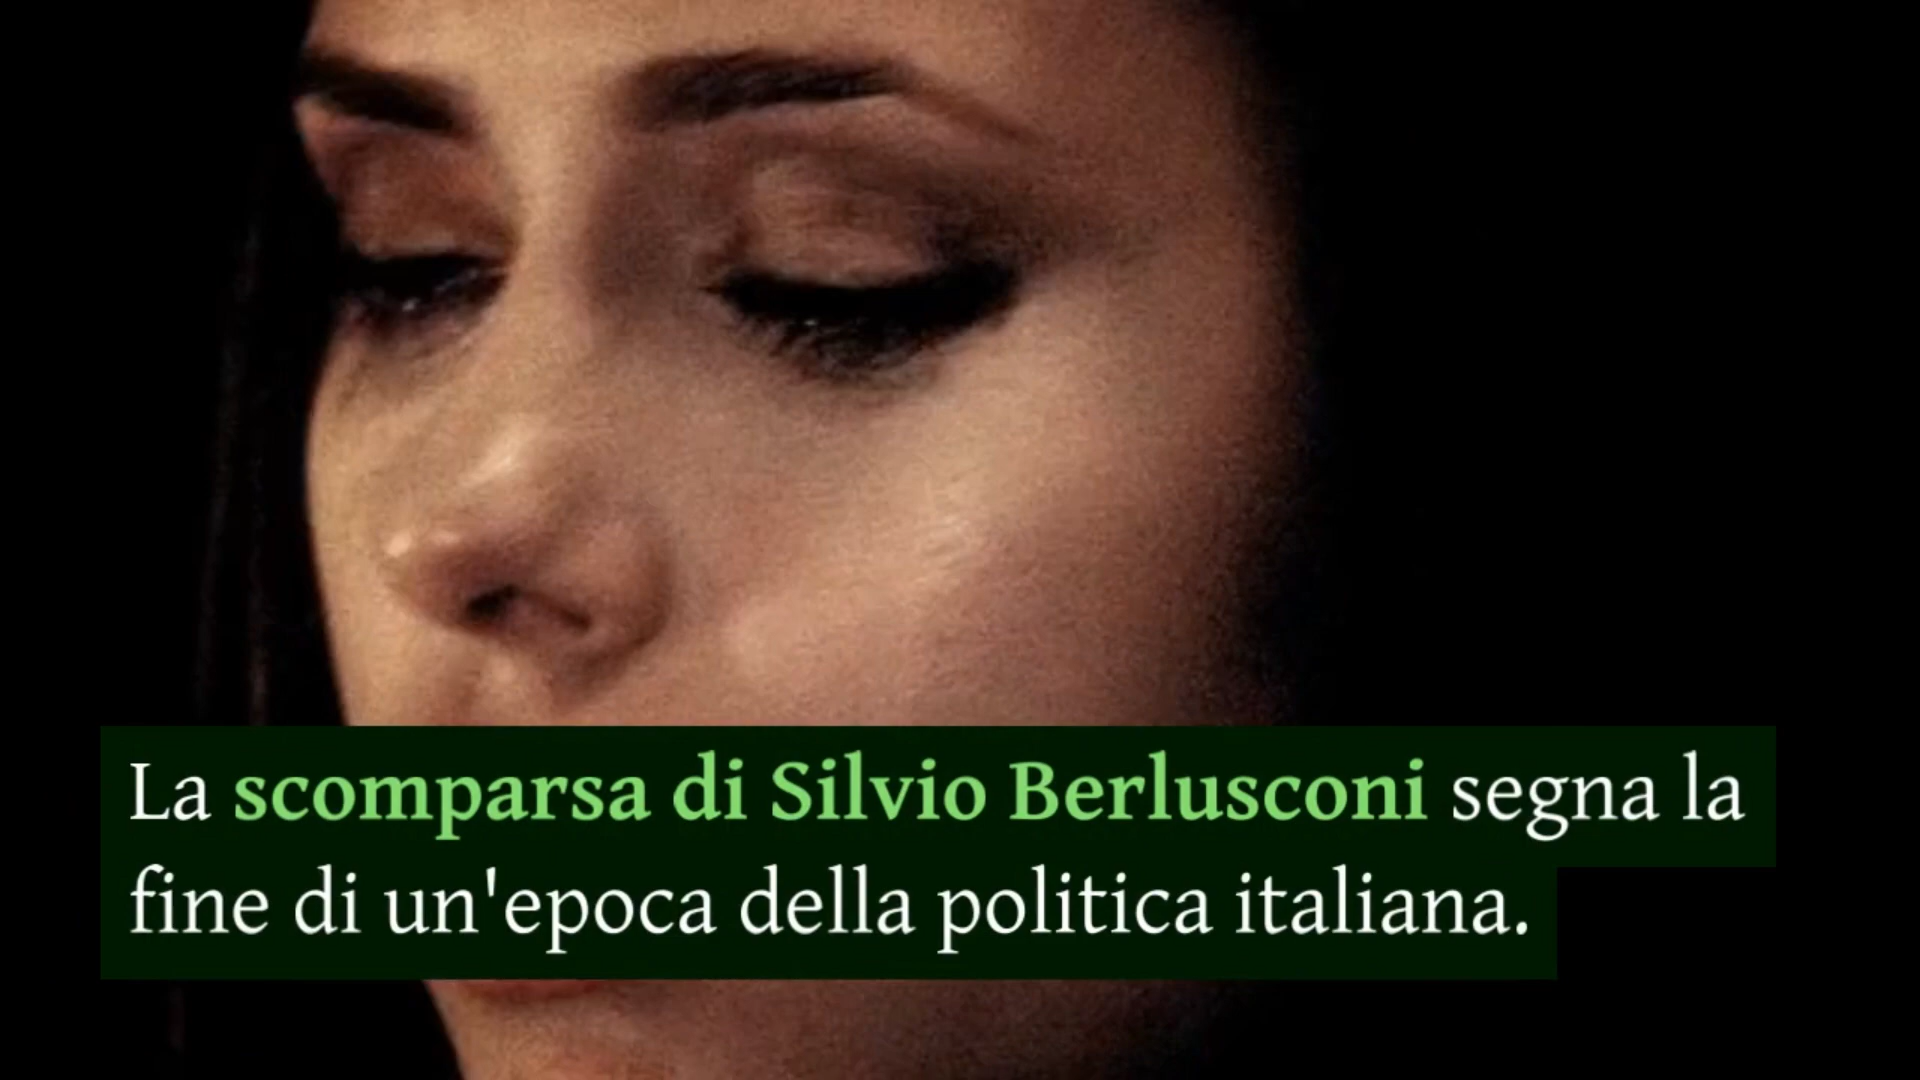 La scomparsa di Silvio Berlusconi segna la
fine di un'epoca della politica italiana.